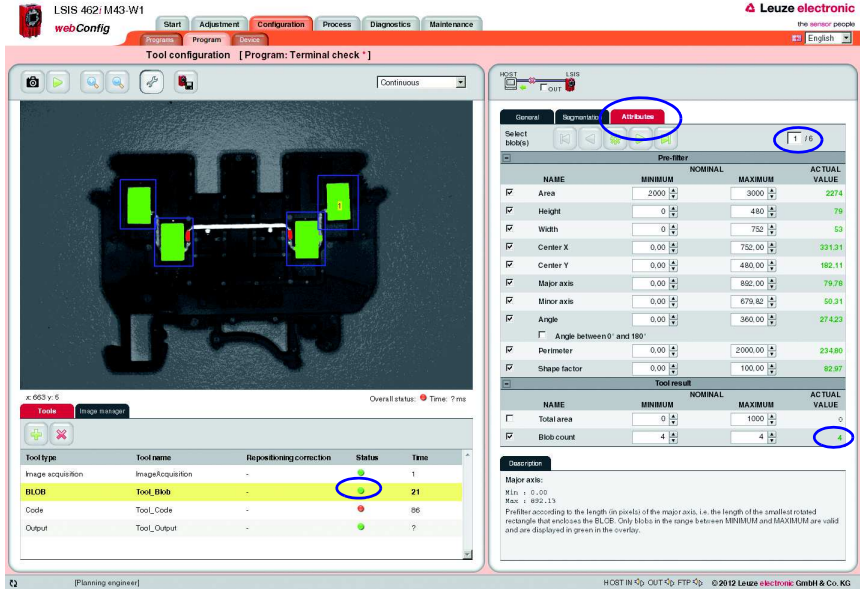 LSIS 462i M43-W1
webConfig
Start Adjustment Configuration Process Diagnostics Maintenance
Programs Program Device
Leuze electronic
the sensor people
English
Tool configuration [ Program: Terminal check * ]
Continuous
1
x: 663 y: 6
Overall status: Time: ? ms
Tools Image manager
Tool type Tool name Repositioning correction Status Time
Image acquisition ImageAcquisition - 1
BLOB Tool_Blob - 21
Code Tool_Code - 86
Output Tool_Output - ?
HOST LSIS
OUT
General Segmentation Attributes
Select
blob(s)
1 / 6
Pre-filter
NOMINAL ACTUAL
NAME MINIMUM MAXIMUM VALUE
Area 2000 3000 2274
Height 0 480 79
Width 0 752 53
Center X 0,00 752,00 331,31
Center Y 0,00 480,00 182,11
Major axis 0,00 892,00 79,78
Minor axis 0,00 679,82 50,31
Angle 0,00 360,00 274,23
Angle between 0° and 180°
Perimeter 0,00 2000,00 234,80
Shape factor 0,00 100,00 82,97
Tool result
NOMINAL ACTUAL
NAME MINIMUM MAXIMUM VALUE
Total area 0 1000 0
Blob count 4 4 4
Description
Major axis:
Min : 0.00
Max : 892.13
Prefilter according to the length (in pixels) of the major axis, i.e. the length of the smallest rotated
rectangle that encloses the BLOB. Only blobs in the range between MINIMUM and MAXIMUM are valid
and are displayed in green in the overlay.
[Planning engineer]
HOST IN OUT FTP © 2012 Leuze electronic GmbH & Co. KG